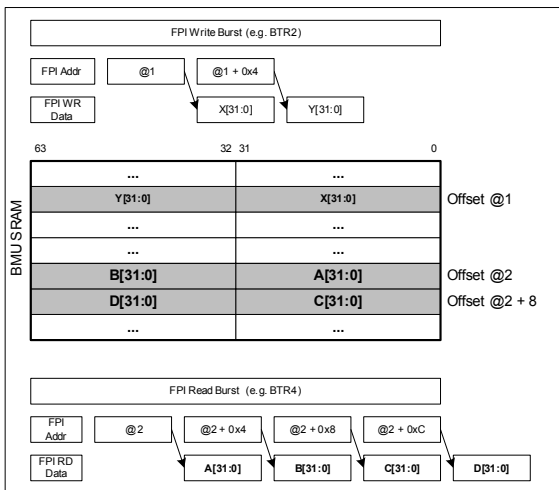 FPI Write Burst (e.g. BTR2)
FPI Addr @1 @1 + 0x4
FPI WR Data X[31:0] Y[31:0]
63 32 31 0
... ...
Y[31:0] X[31:0] Offset @1
... ...
... ...
B[31:0] A[31:0] Offset @2
D[31:0] C[31:0] Offset @2 + 8
... ...
BMU SRAM
FPI Read Burst (e.g. BTR4)
FPI Addr @2 @2 + 0x4 @2 + 0x8 @2 + 0xC
FPI RD Data A[31:0] B[31:0] C[31:0] D[31:0]